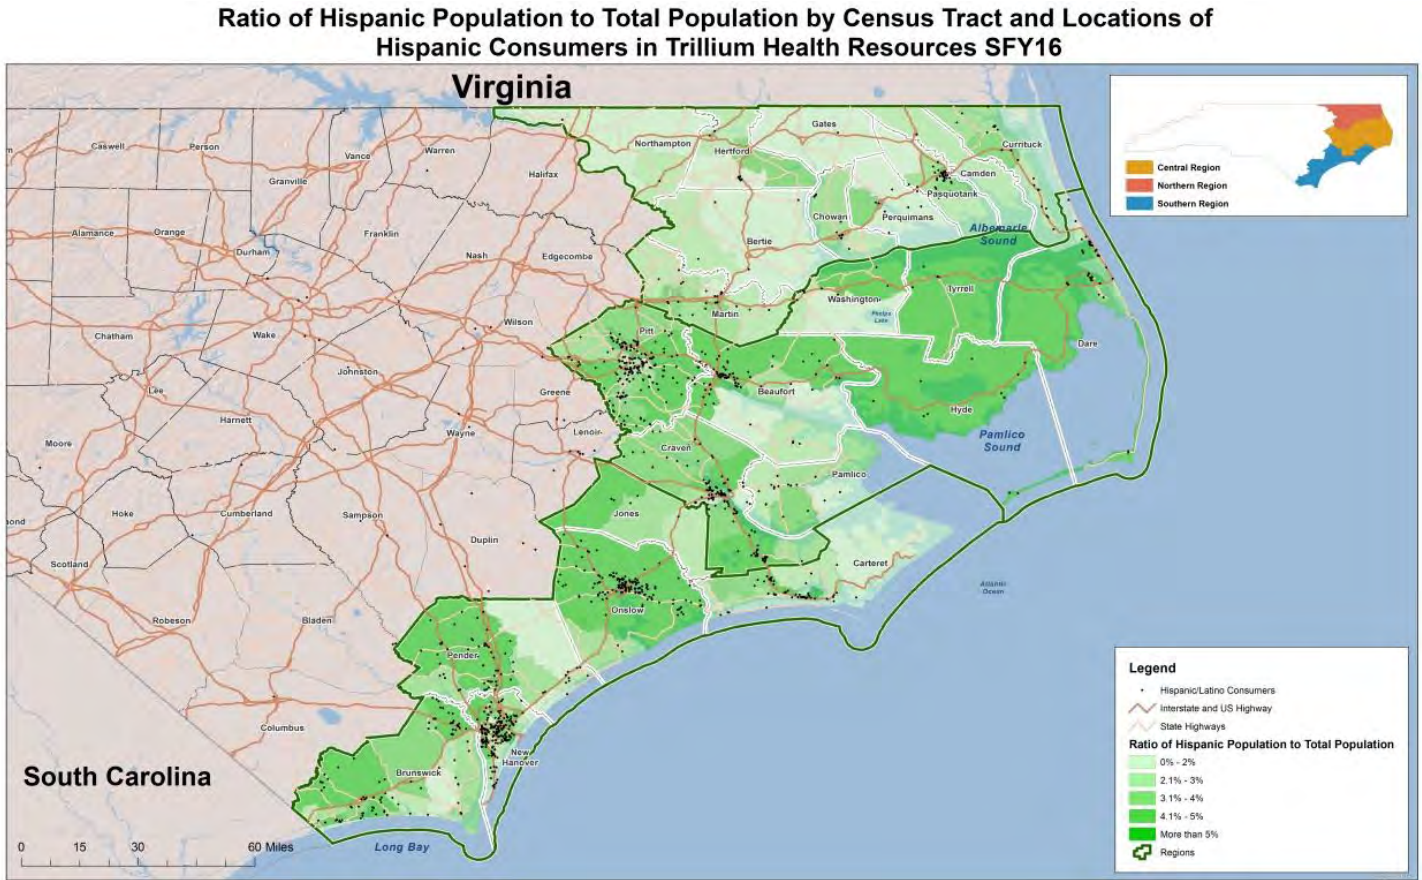 Ratio of Hispanic Population to Total Population by Census Tract and Locations of
Hispanic Consumers in Trillium Health Resources SFY16
Virginia
Central Region
Northern Region
Southern Region
Caswell
Person
Vance
Warren
Granville
Halifax
Northampton
Hertford
Gates
Currituck
Camden
Pasquotank
Perquimans
Chowan
Albemarle
Sound
Bertie
Alamance
Orange
Durham
Franklin
Nash
Edgecombe
Martin
Washington
Phelps
Lake
Tyrrell
Dare
Chatham
Wake
Wilson
Pitt
Beaufort
Hyde
Pamlico
Sound
Lee
Johnston
Greene
Moore
Harnett
Wayne
Lenoir
Craven
Pamlico
ond
Hoke
Cumberland
Sampson
Jones
Duplin
Scotland
Carteret
Atlantic
Ocean
Robeson
Bladen
Onslow
Pender
Columbus
New
Hanover
Brunswick
South Carolina
Long Bay
0 15 30 60 Miles
Legend
Hispanic/Latino Consumers
Interstate and US Highway
State Highways
Ratio of Hispanic Population to Total Population
0% - 2%
2.1% - 3%
3.1% - 4%
4.1% - 5%
More than 5%
Regions